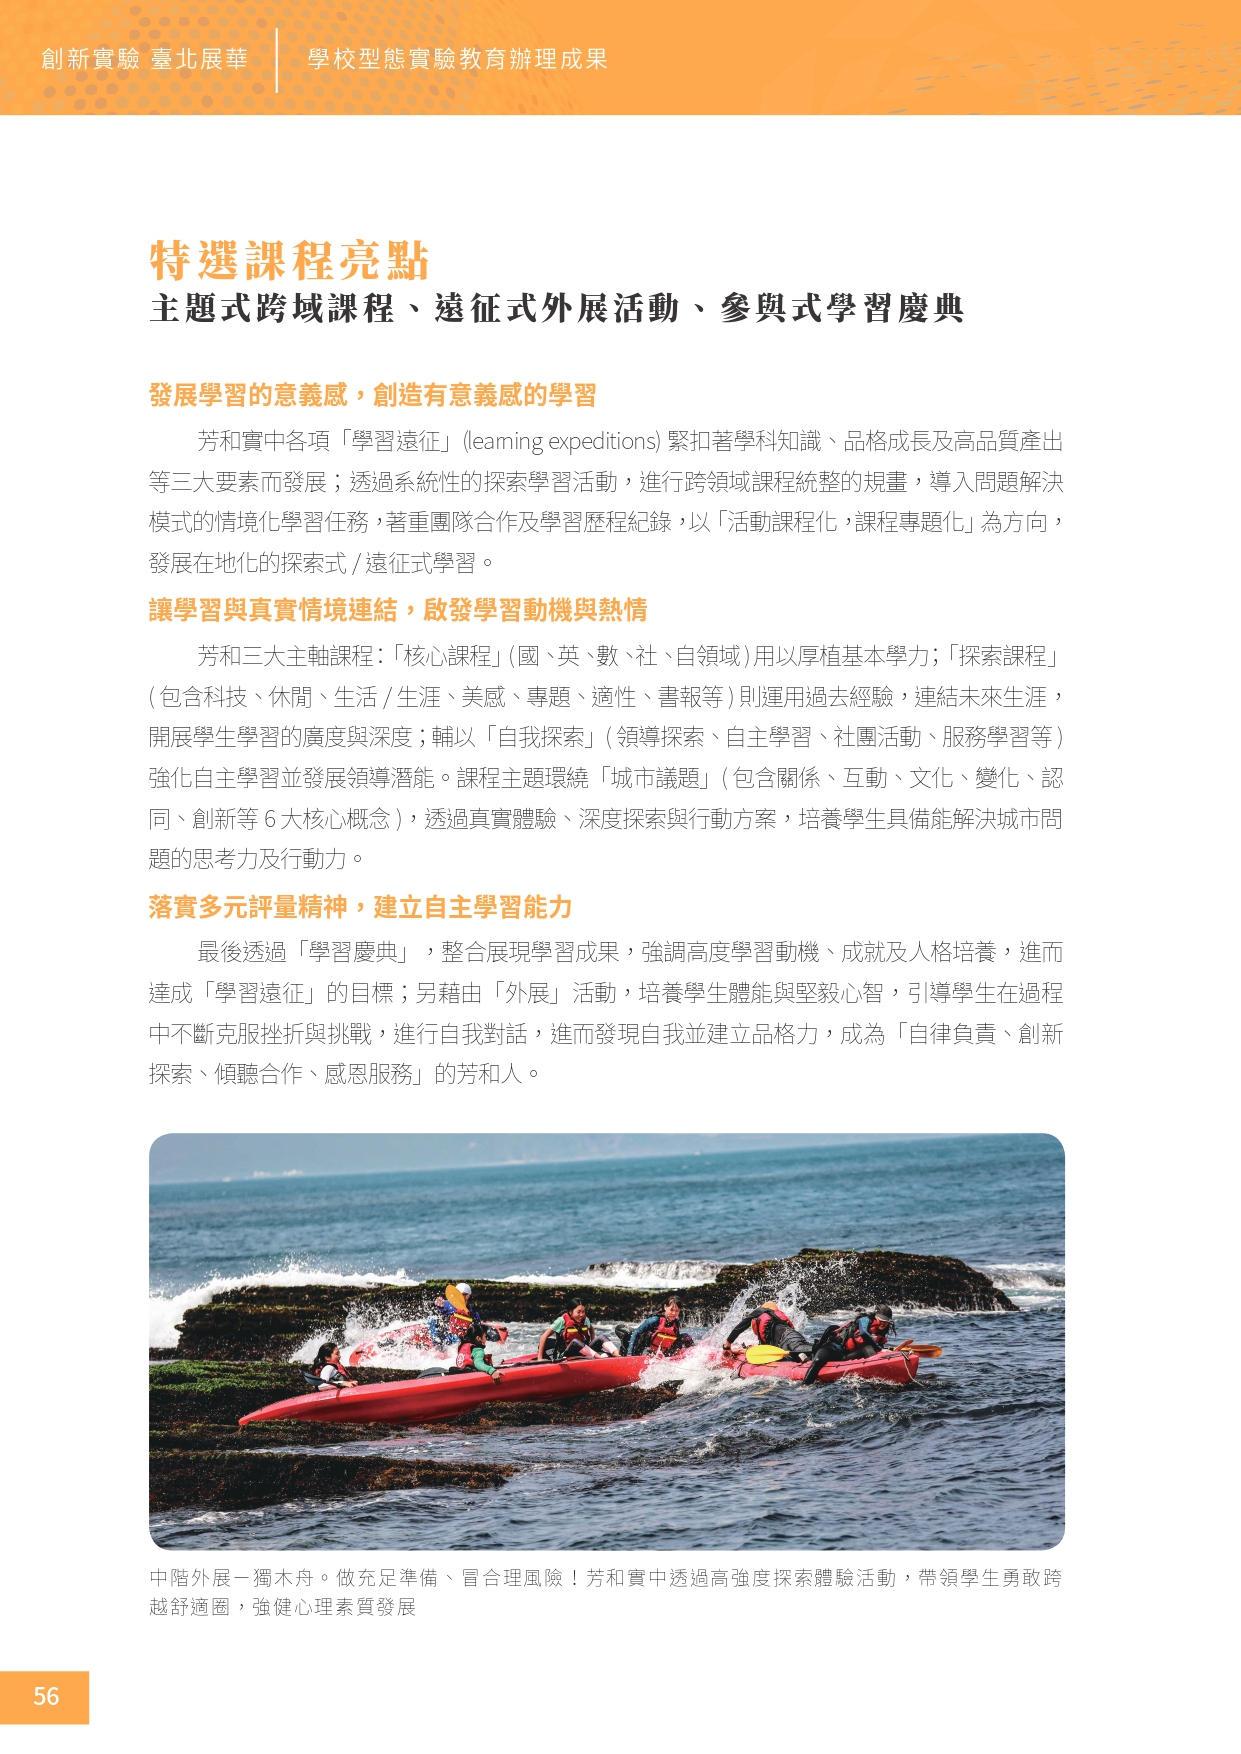 創新實驗 臺北展華
學校型態實驗教育辦理成果
特選課程亮點
主題式跨域課程、遠征式外展活動、參與式學習慶典
發展學習的意義感，創造有意義感的學習
芳和實中各項「學習遠征」(learning expeditions) 緊扣著學科知識、品格成長及高品質產出
等三大要素而發展；透過系統性的探索學習活動，進行跨領域課程統整的規畫，導入問題解決
模式的情境化學習任務，著重團隊合作及學習歷程紀錄，以「活動課程化，課程專題化」為方向，
發展在地化的探索式 / 遠征式學習。
讓學習與真實情境連結，啟發學習動機與熱情
芳和三大主軸課程：「核心課程」(國、英、數、社、自領域)用以厚植基本學力；「探索課程」
( 包含科技、休閒、生活 / 生涯、美感、專題、適性、書報等 ) 則運用過去經驗，連結未來生涯，
開展學生學習的廣度與深度；輔以「自我探索」( 領導探索、自主學習、社團活動、服務學習等 )
強化自主學習並發展領導潛能。課程主題環繞「城市議題」( 包含關係、互動、文化、變化、認
同、創新等 6 大核心概念 )，透過真實體驗、深度探索與行動方案，培養學生具備能解決城市問
題的思考力及行動力。
落實多元評量精神，建立自主學習能力
最後透過「學習慶典」，整合展現學習成果，強調高度學習動機、成就及人格培養，進而
達成「學習遠征」的目標；另藉由「外展」活動，培養學生體能與堅毅心智，引導學生在過程
中不斷克服挫折與挑戰，進行自我對話，進而發現自我並建立品格力，成為「自律負責、創新
探索、傾聽合作、感恩服務」的芳和人。
中階外展－獨木舟。做充足準備、冒合理風險！芳和實中透過高強度探索體驗活動，帶領學生勇敢跨
越舒適圈，強健心理素質發展
56